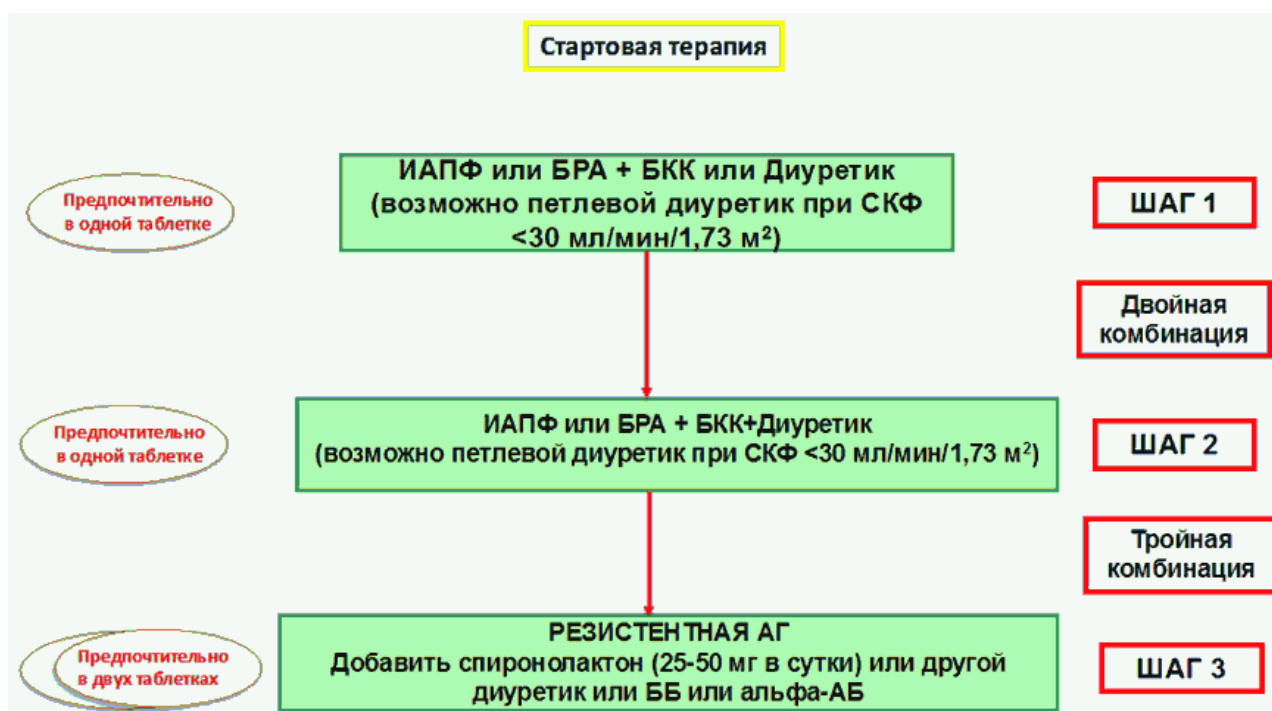 Стартовая терапия
Предпочтительно
в одной таблетке
ИАПФ или БРА + БКК или Диуретик
(возможно петлевой диуретик при СКФ
<30 мл/мин/1,73 м²)
ШАГ 1
Двойная
комбинация
Предпочтительно
в одной таблетке
ИАПФ или БРА + БКК+Диуретик
(возможно петлевой диуретик при СКФ <30 мл/мин/1,73 м²)
ШАГ 2
Тройная
комбинация
Предпочтительно
в двух таблетках
РЕЗИСТЕНТНАЯ АГ
Добавить спиронолактон (25-50 мг в сутки) или другой
диуретик или ББ или альфа-АБ
ШАГ 3